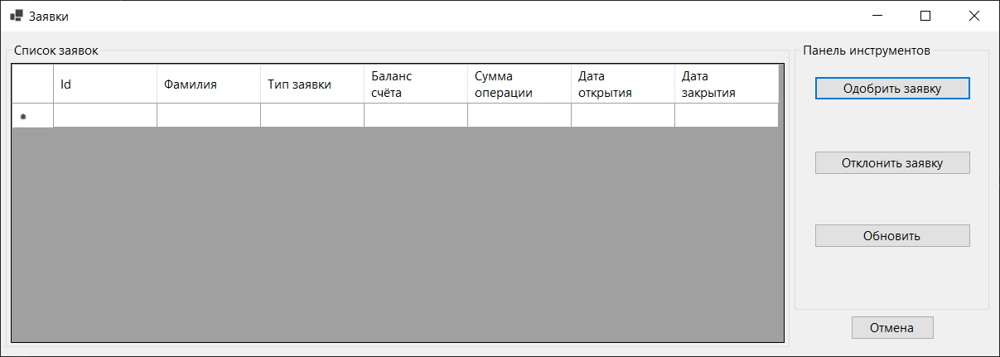 Заявки
Список заявок
Id
Фамилия
Тип заявки
Баланс
счёта
Сумма
операции
Дата
открытия
Дата
закрытия
Панель инструментов
Одобрить заявку
Отклонить заявку
Обновить
Отмена